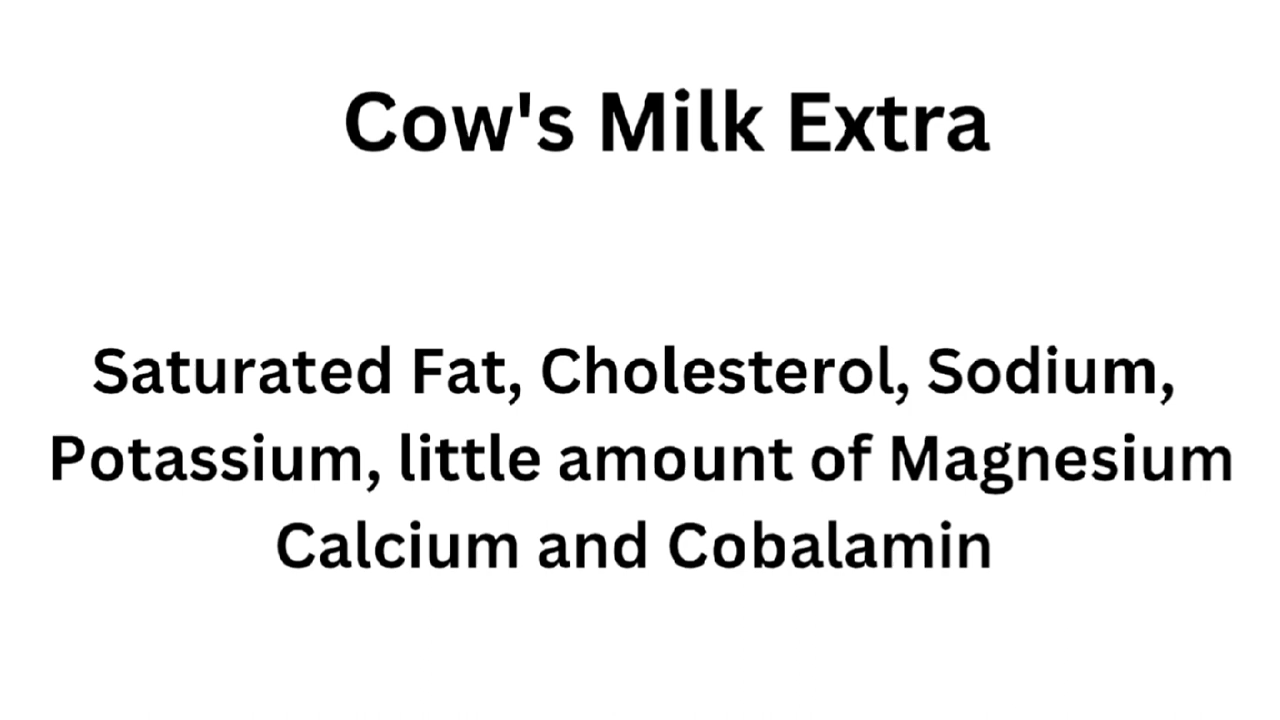 Cow's Milk Extra
Saturated Fat, Cholesterol, Sodium,
Potassium, little amount of Magnesium
Calcium and Cobalamin